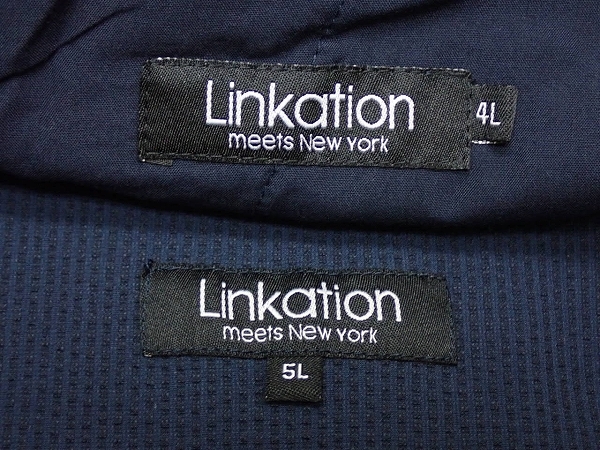 Linkation
meets New York
4L
Linkation
meets New York
5L